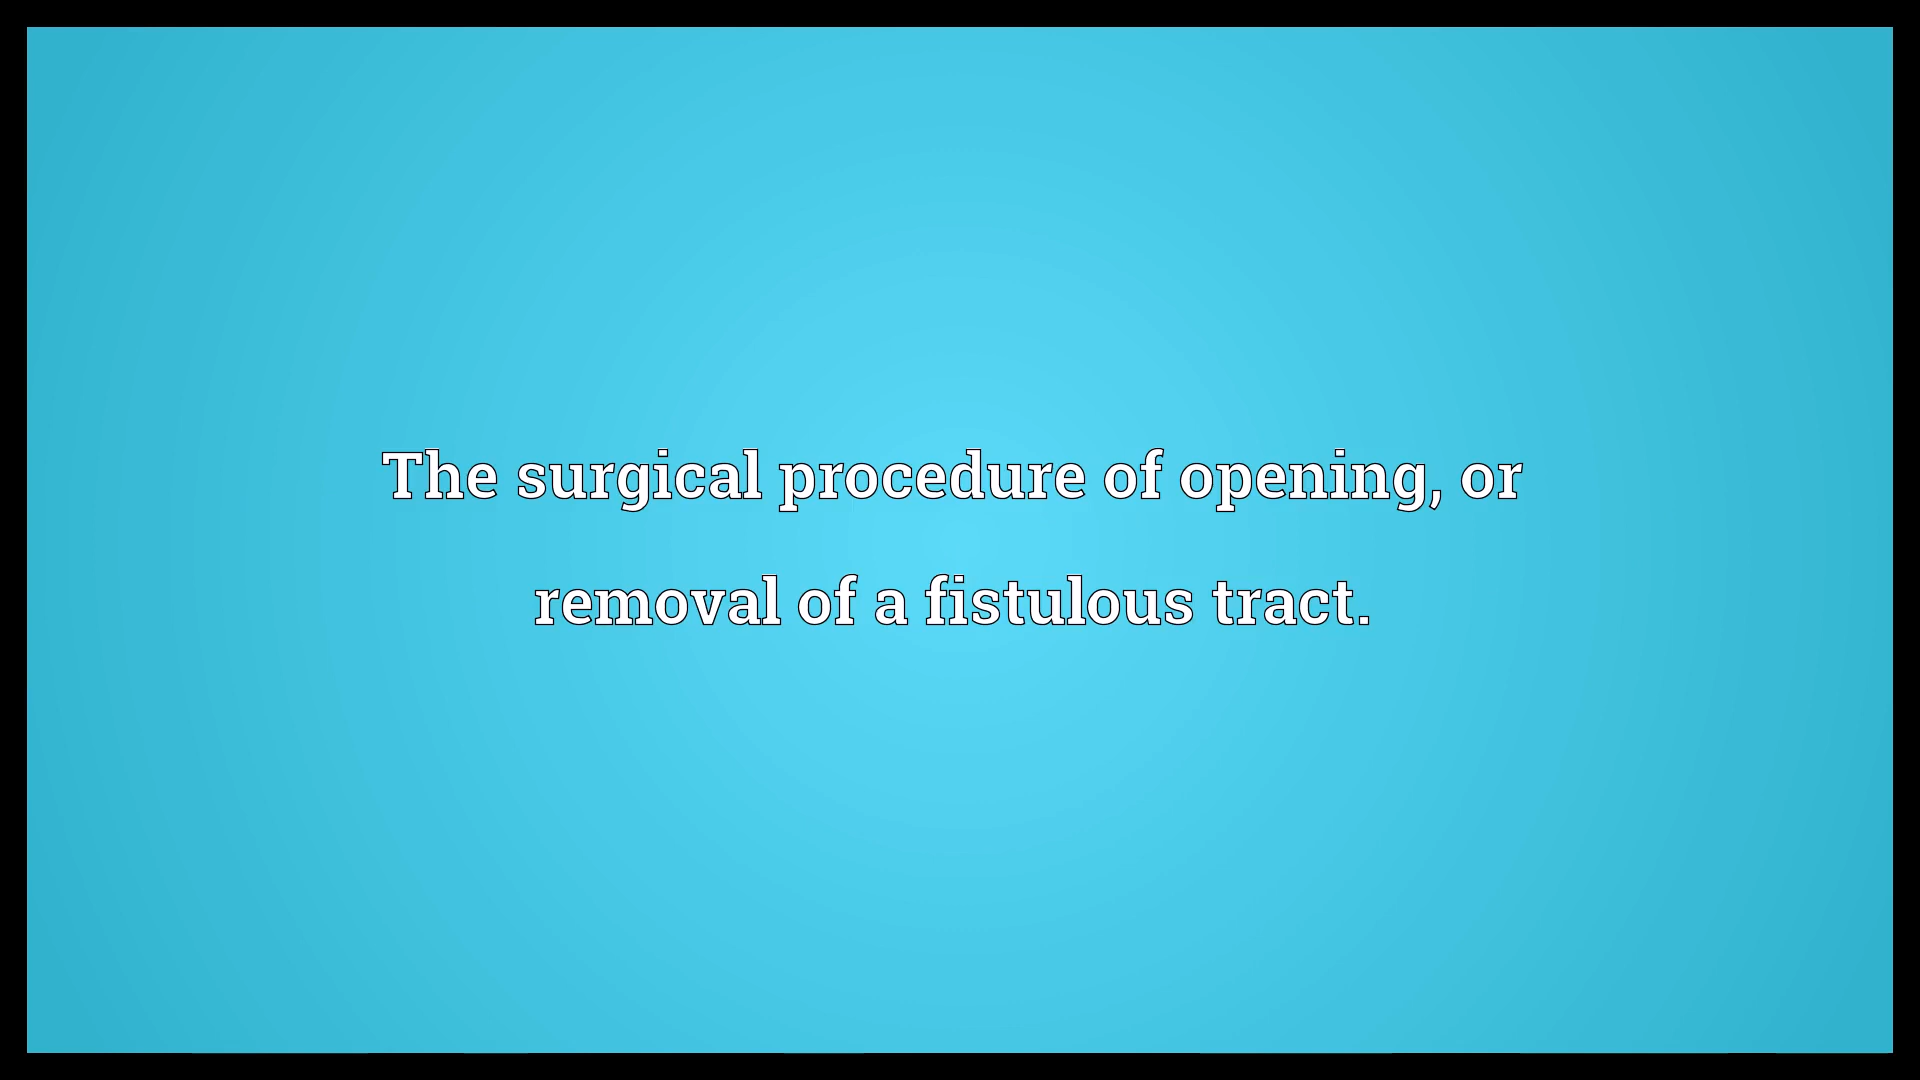 The surgical procedure of opening, or
removal of a fistulous tract.